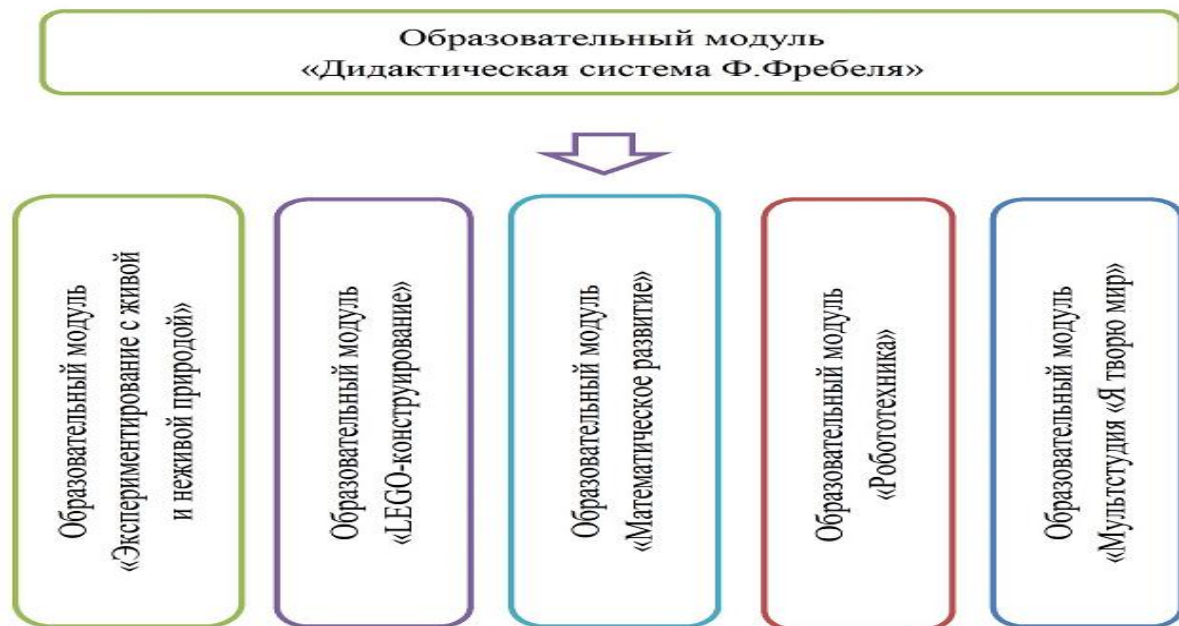 Образовательный модуль
«Дидактическая система Ф.Фребеля»
Образовательный модуль
«Экспериментирование с живой
и неживой природой»
Образовательный модуль
«LEGO-конструирование»
Образовательный модуль
«Математическое развитие»
Образовательный модуль
«Робототехника»
Образовательный модуль
«Мультстудия «Я творю мир»